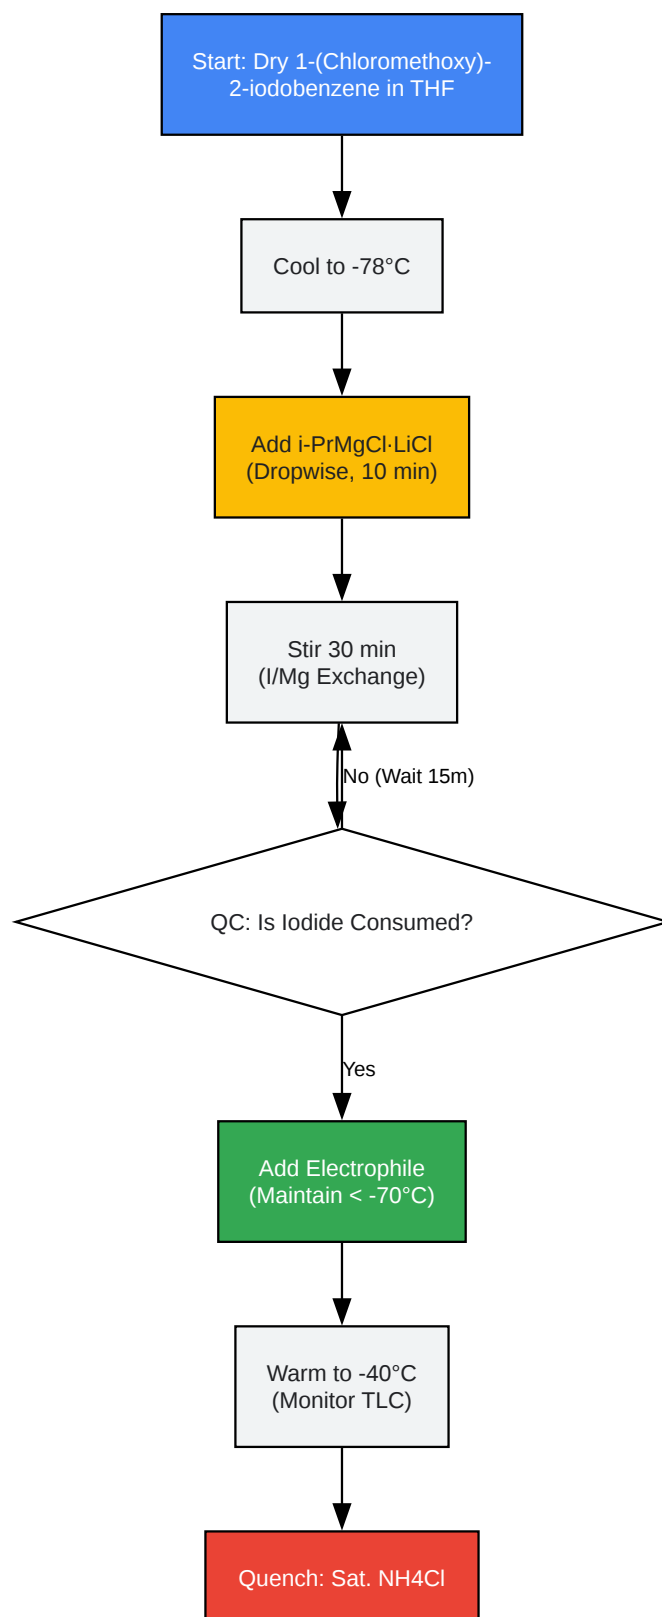 Start: Dry 1-(Chloromethoxy)-
2-iodobenzene in THF
Cool to -78°C
Add i-PrMgCl·LiCl
(Dropwise, 10 min)
Stir 30 min
(I/Mg Exchange)
No (Wait 15m)
QC: Is Iodide Consumed?
Yes
Add Electrophile
(Maintain < -70°C)
Warm to -40°C
(Monitor TLC)
Quench: Sat. NH4Cl